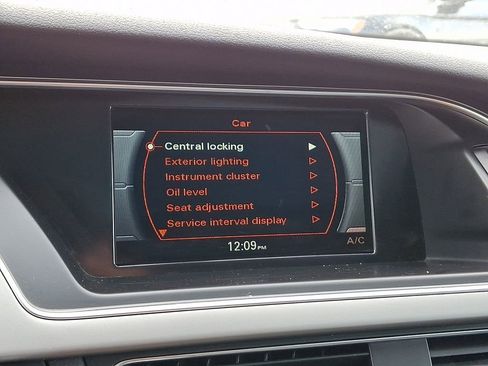 Car
Central locking
Exterior lighting
Instrument cluster
Oil level
Seat adjustment
Service interval display
12:09PM
A/C